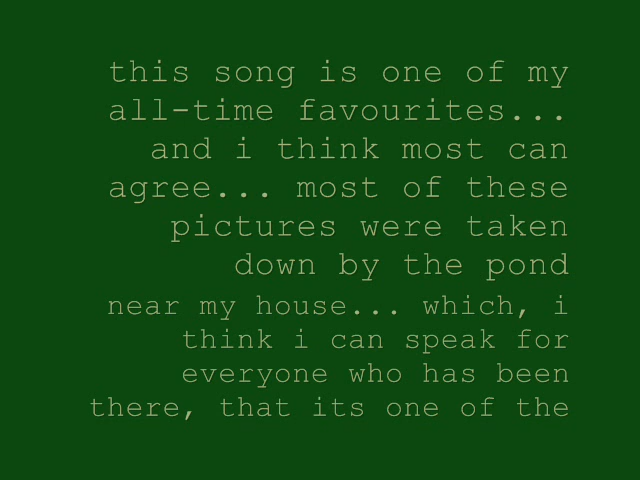 this song is one of my
all-time favourites...
and i think most can
agree... most of these
pictures were taken
down by the pond
near my house... which, i
think i can speak for
everyone who has been
there, that its one of the